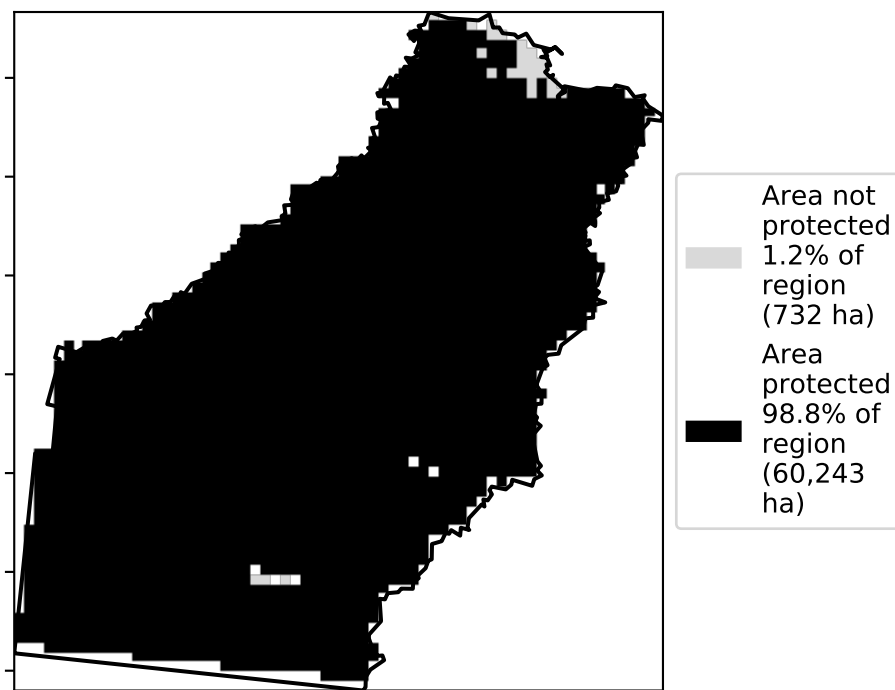 Area not
protected
1.2% of
region
(732 ha)
Area
protected
98.8% of
region
(60,243
ha)